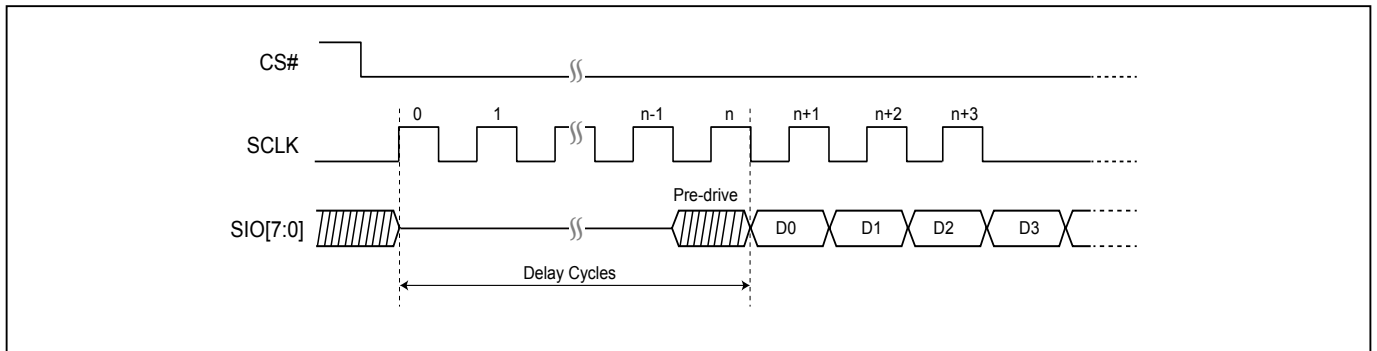 CS#
0 1 n-1 n n+1 n+2 n+3
SCLK
Pre-drive
SIO[7:0] D0 D1 D2 D3
Delay Cycles